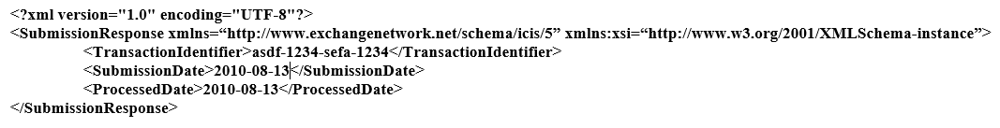 <?xml version="1.0" encoding="UTF-8"?>
<SubmissionResponse xmlns=“http://www.exchangenetwork.net/schema/icis/5” xmlns:xsi=“http://www.w3.org/2001/XMLSchema-instance”>
<TransactionIdentifier>asdf-1234-sefa-1234</TransactionIdentifier>
<SubmissionDate>2010-08-13</SubmissionDate>
<ProcessedDate>2010-08-13</ProcessedDate>
</SubmissionResponse>